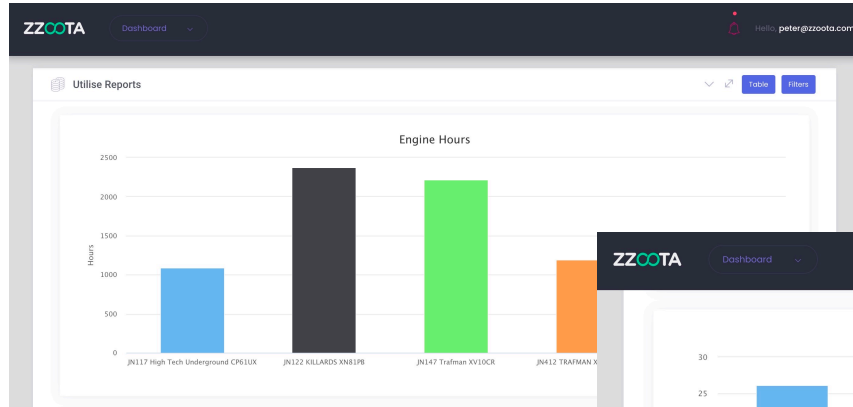 ZZOOTA Dashboard Hello, peter@zzoota.com
Utilise Reports Table Filters
Engine Hours
2500
2000
1500
1000
500
0
Hours
JN117 High Tech Underground CP61UX JN122 KILLARDS XN81PB JN147 Trafman XV10CR JN412 TRAFMAN X
ZZOOTA Dashboard
30
25